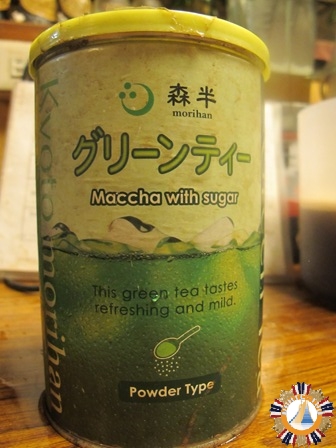 森半
morihan
グリーンティー
Maccha with sugar
This green tea tastes
refreshing and mild.
Powder Type
Kyoto morihan